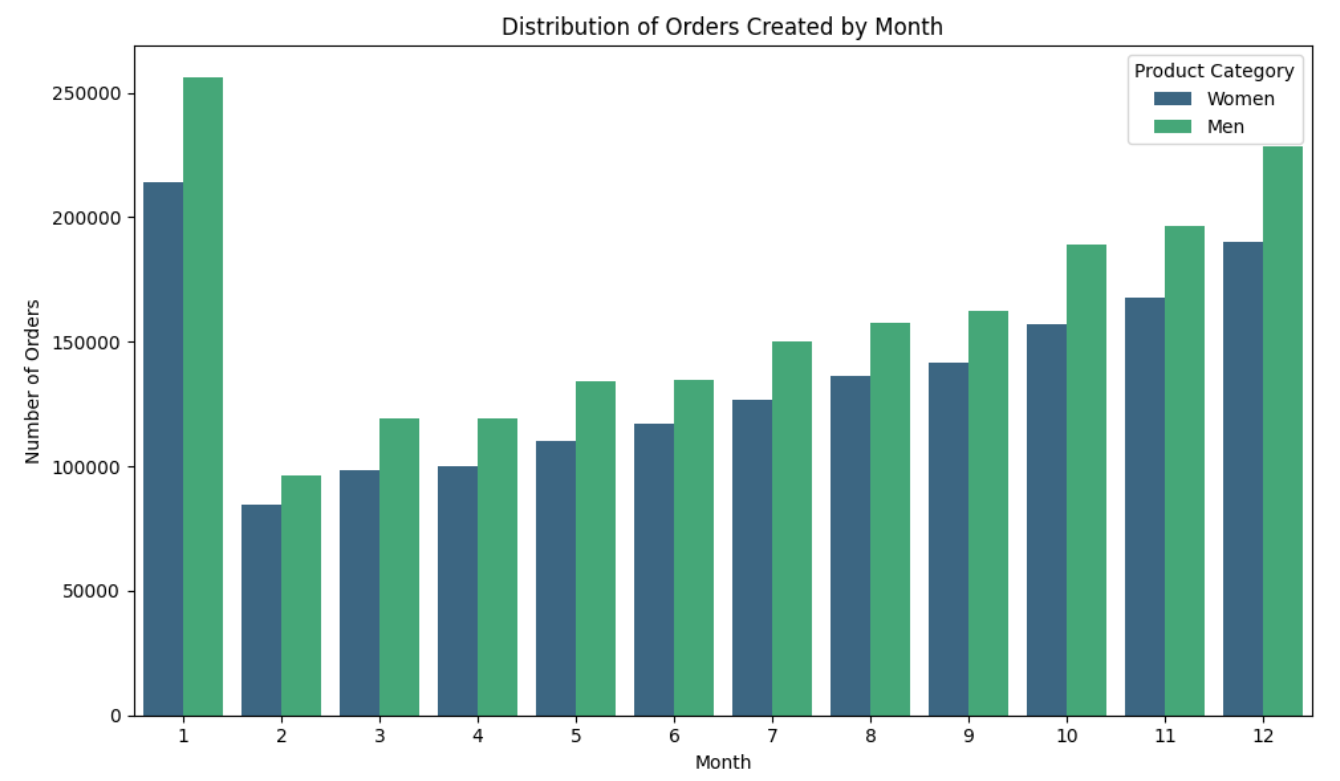 Distribution of Orders Created by Month
Product Category
Women
Men
Number of Orders
250000
200000
150000
100000
50000
0
1 2 3 4 5 6 7 8 9 10 11 12
Month